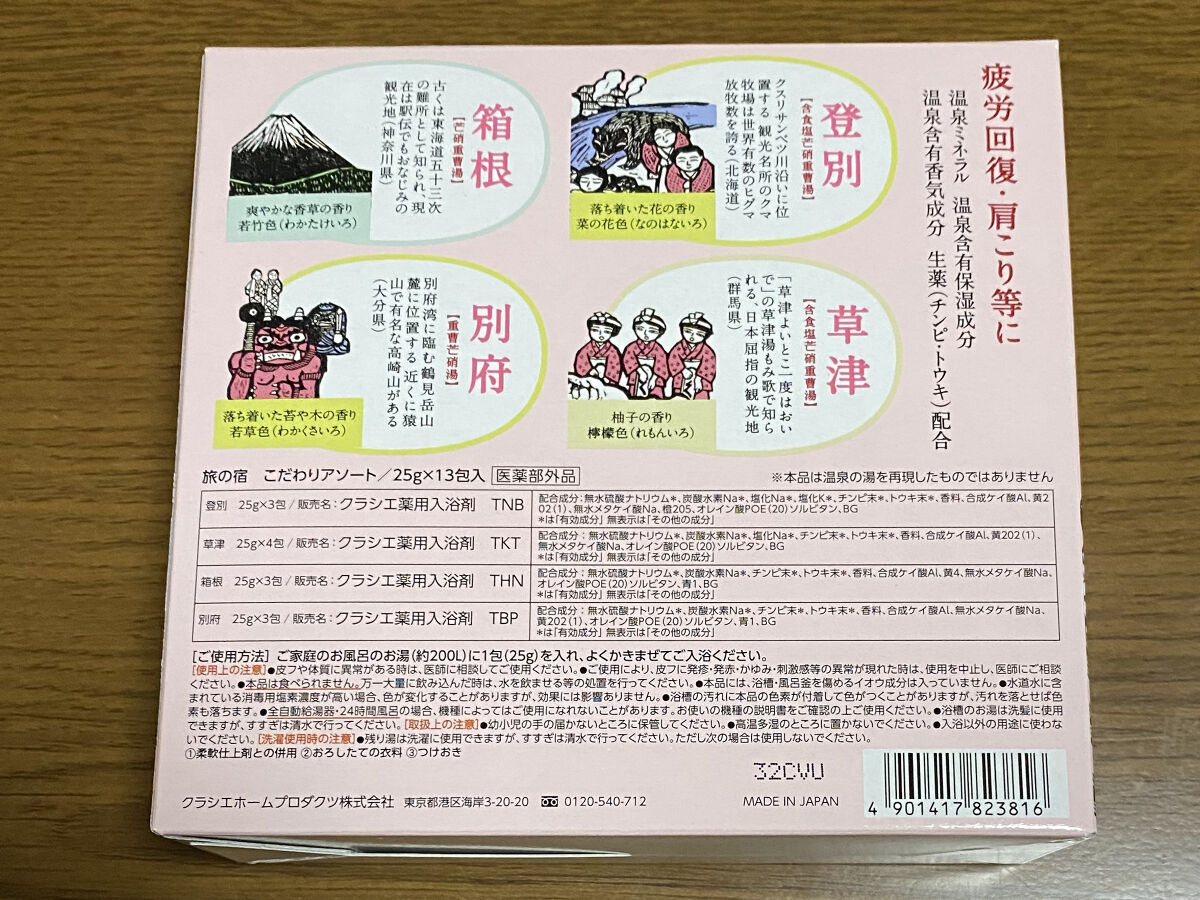 疲労回復・肩こり等に
温泉ミネラル 温泉含有保湿成分
温泉含有香気成分 生薬(チンピ・トウキ)配合
登別
【含食塩芒硝重曹湯】
クスリサンベツ川沿いに位
置する 観光名所のクマ
牧場は世界有数のヒグマ
放牧数を誇る(北海道)
落ち着いた花の香り
菜の花色(なのはないろ)
箱根
【芒硝重曹湯】
古くは東海道五十三次
の難所として知られ、現
在は駅伝でもおなじみの
観光地(神奈川県)
爽やかな香草の香り
若竹色(わかたけいろ)
草津
【含食塩芒硝重曹湯】
「草津よいとこ一度はおい
で」の草津湯もみ歌で知ら
れる、日本屈指の観光地
(群馬県)
柚子の香り
檸檬色(れもんいろ)
別府
【重曹芒硝湯】
別府湾に臨む鶴見岳山
麓に位置する 近くに猿
山で有名な高崎山がある
(大分県)
落ち着いた苔や木の香り
若草色(わかくさいろ)
旅の宿 こだわりアソート/25g×13包入 医薬部外品
※本品は温泉の湯を再現したものではありません
登別 25g×3包/販売名:クラシエ薬用入浴剤 TNB
配合成分:無水硫酸ナトリウム*、炭酸水素Na*、塩化Na*、塩化K*、チンピ末*、トウキ末*、香料、合成ケイ酸Al、黄2
02(1)、無水メタケイ酸Na、橙205、オレイン酸POE(20)ソルビタン、BG
*は「有効成分」無表示は「その他の成分」
草津 25g×4包/販売名:クラシエ薬用入浴剤 TKT
配合成分:無水硫酸ナトリウム*、炭酸水素Na*、塩化Na*、チンピ末*、トウキ末*、香料、合成ケイ酸Al、黄202(1)、
無水メタケイ酸Na、オレイン酸POE(20)ソルビタン、BG
*は「有効成分」無表示は「その他の成分」
箱根 25g×3包/販売名:クラシエ薬用入浴剤 THN
配合成分:無水硫酸ナトリウム*、炭酸水素Na*、チンピ末*、トウキ末*、香料、合成ケイ酸Al、黄4、無水メタケイ酸Na、
オレイン酸POE(20)ソルビタン、青1、BG
*は「有効成分」無表示は「その他の成分」
別府 25g×3包/販売名:クラシエ薬用入浴剤 TBP
配合成分:無水硫酸ナトリウム*、炭酸水素Na*、チンピ末*、トウキ末*、香料、合成ケイ酸Al、無水メタケイ酸Na、
黄202(1)、オレイン酸POE(20)ソルビタン、青1、BG
*は「有効成分」無表示は「その他の成分」
[ご使用方法]ご家庭のお風呂のお湯(約200L)に1包(25g)を入れ、よくかきまぜてご入浴ください。
[使用上の注意]●皮フや体質に異常がある時は、医師に相談してご使用ください。●ご使用により、皮フに発疹・発赤・かゆみ・刺激感等の異常が現れた時は、使用を中止し、医師にご相談
ください。●本品は食べられません。万一大量に飲み込んだ時は、水を飲ませる等の処置を行ってください。●本品には、浴槽・風呂釜を傷めるイオウ成分は入っていません。●水道水に含
まれている消毒用塩素濃度が高い場合、色が変化することがありますが、効果には影響ありません。●浴槽の汚れに本品の色素が付着して色がつくことがありますが、汚れを落とせば色
素も落ちます。●全自動給湯器・24時間風呂の場合、機種によってはご使用になれないことがあります。お使いの機種の説明書をご確認の上ご使用ください。●浴槽のお湯は洗髪に使用
できますが、すすぎは清水で行ってください。[取扱上の注意]●幼小児の手の届かないところに保管してください。●高温多湿のところに置かないでください。●入浴以外の用途に使わな
いでください。[洗濯使用時の注意]●残り湯は洗濯に使用できますが、すすぎは清水で行ってください。ただし次の場合は使用しないでください。
①柔軟仕上剤との併用 ②おろしたての衣料 ③つけおき
32CVU
クラシエホームプロダクツ株式会社 東京都港区海岸3-20-20 0120-540-712
MADE IN JAPAN
4 901417 823816